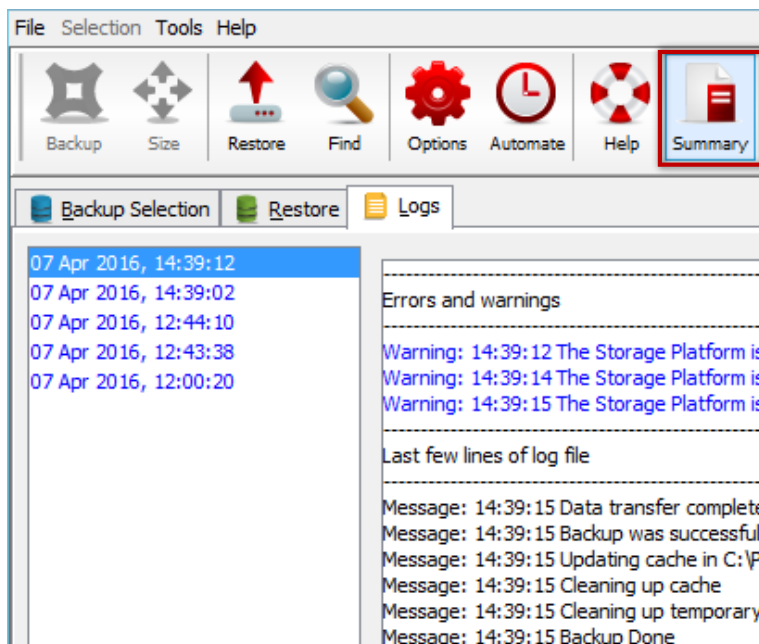 File Selection Tools Help
Backup Size Restore Find Options Automate Help Summary
Backup Selection Restore Logs
07 Apr 2016, 14:39:12
07 Apr 2016, 14:39:02
07 Apr 2016, 12:44:10
07 Apr 2016, 12:43:38
07 Apr 2016, 12:00:20
Errors and warnings
Warning: 14:39:12 The Storage Platform is
Warning: 14:39:14 The Storage Platform is
Warning: 14:39:15 The Storage Platform is
Last few lines of log file
Message: 14:39:15 Data transfer complete
Message: 14:39:15 Backup was successful
Message: 14:39:15 Updating cache in C:\P
Message: 14:39:15 Cleaning up cache
Message: 14:39:15 Cleaning up temporary
Message: 14:39:15 Backup Done